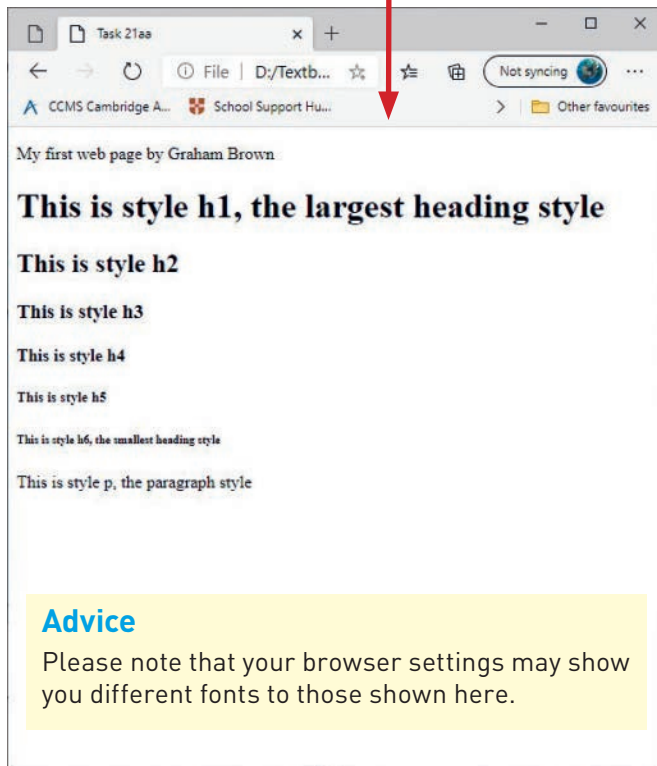 Task 21aa
File | D:/Textb...
Not syncing
CCMS Cambridge A...
School Support Hu...
Other favourites
My first web page by Graham Brown
This is style h1, the largest heading style
This is style h2
This is style h3
This is style h4
This is style h5
This is style h6, the smallest heading style
This is style p, the paragraph style
Advice
Please note that your browser settings may show
you different fonts to those shown here.